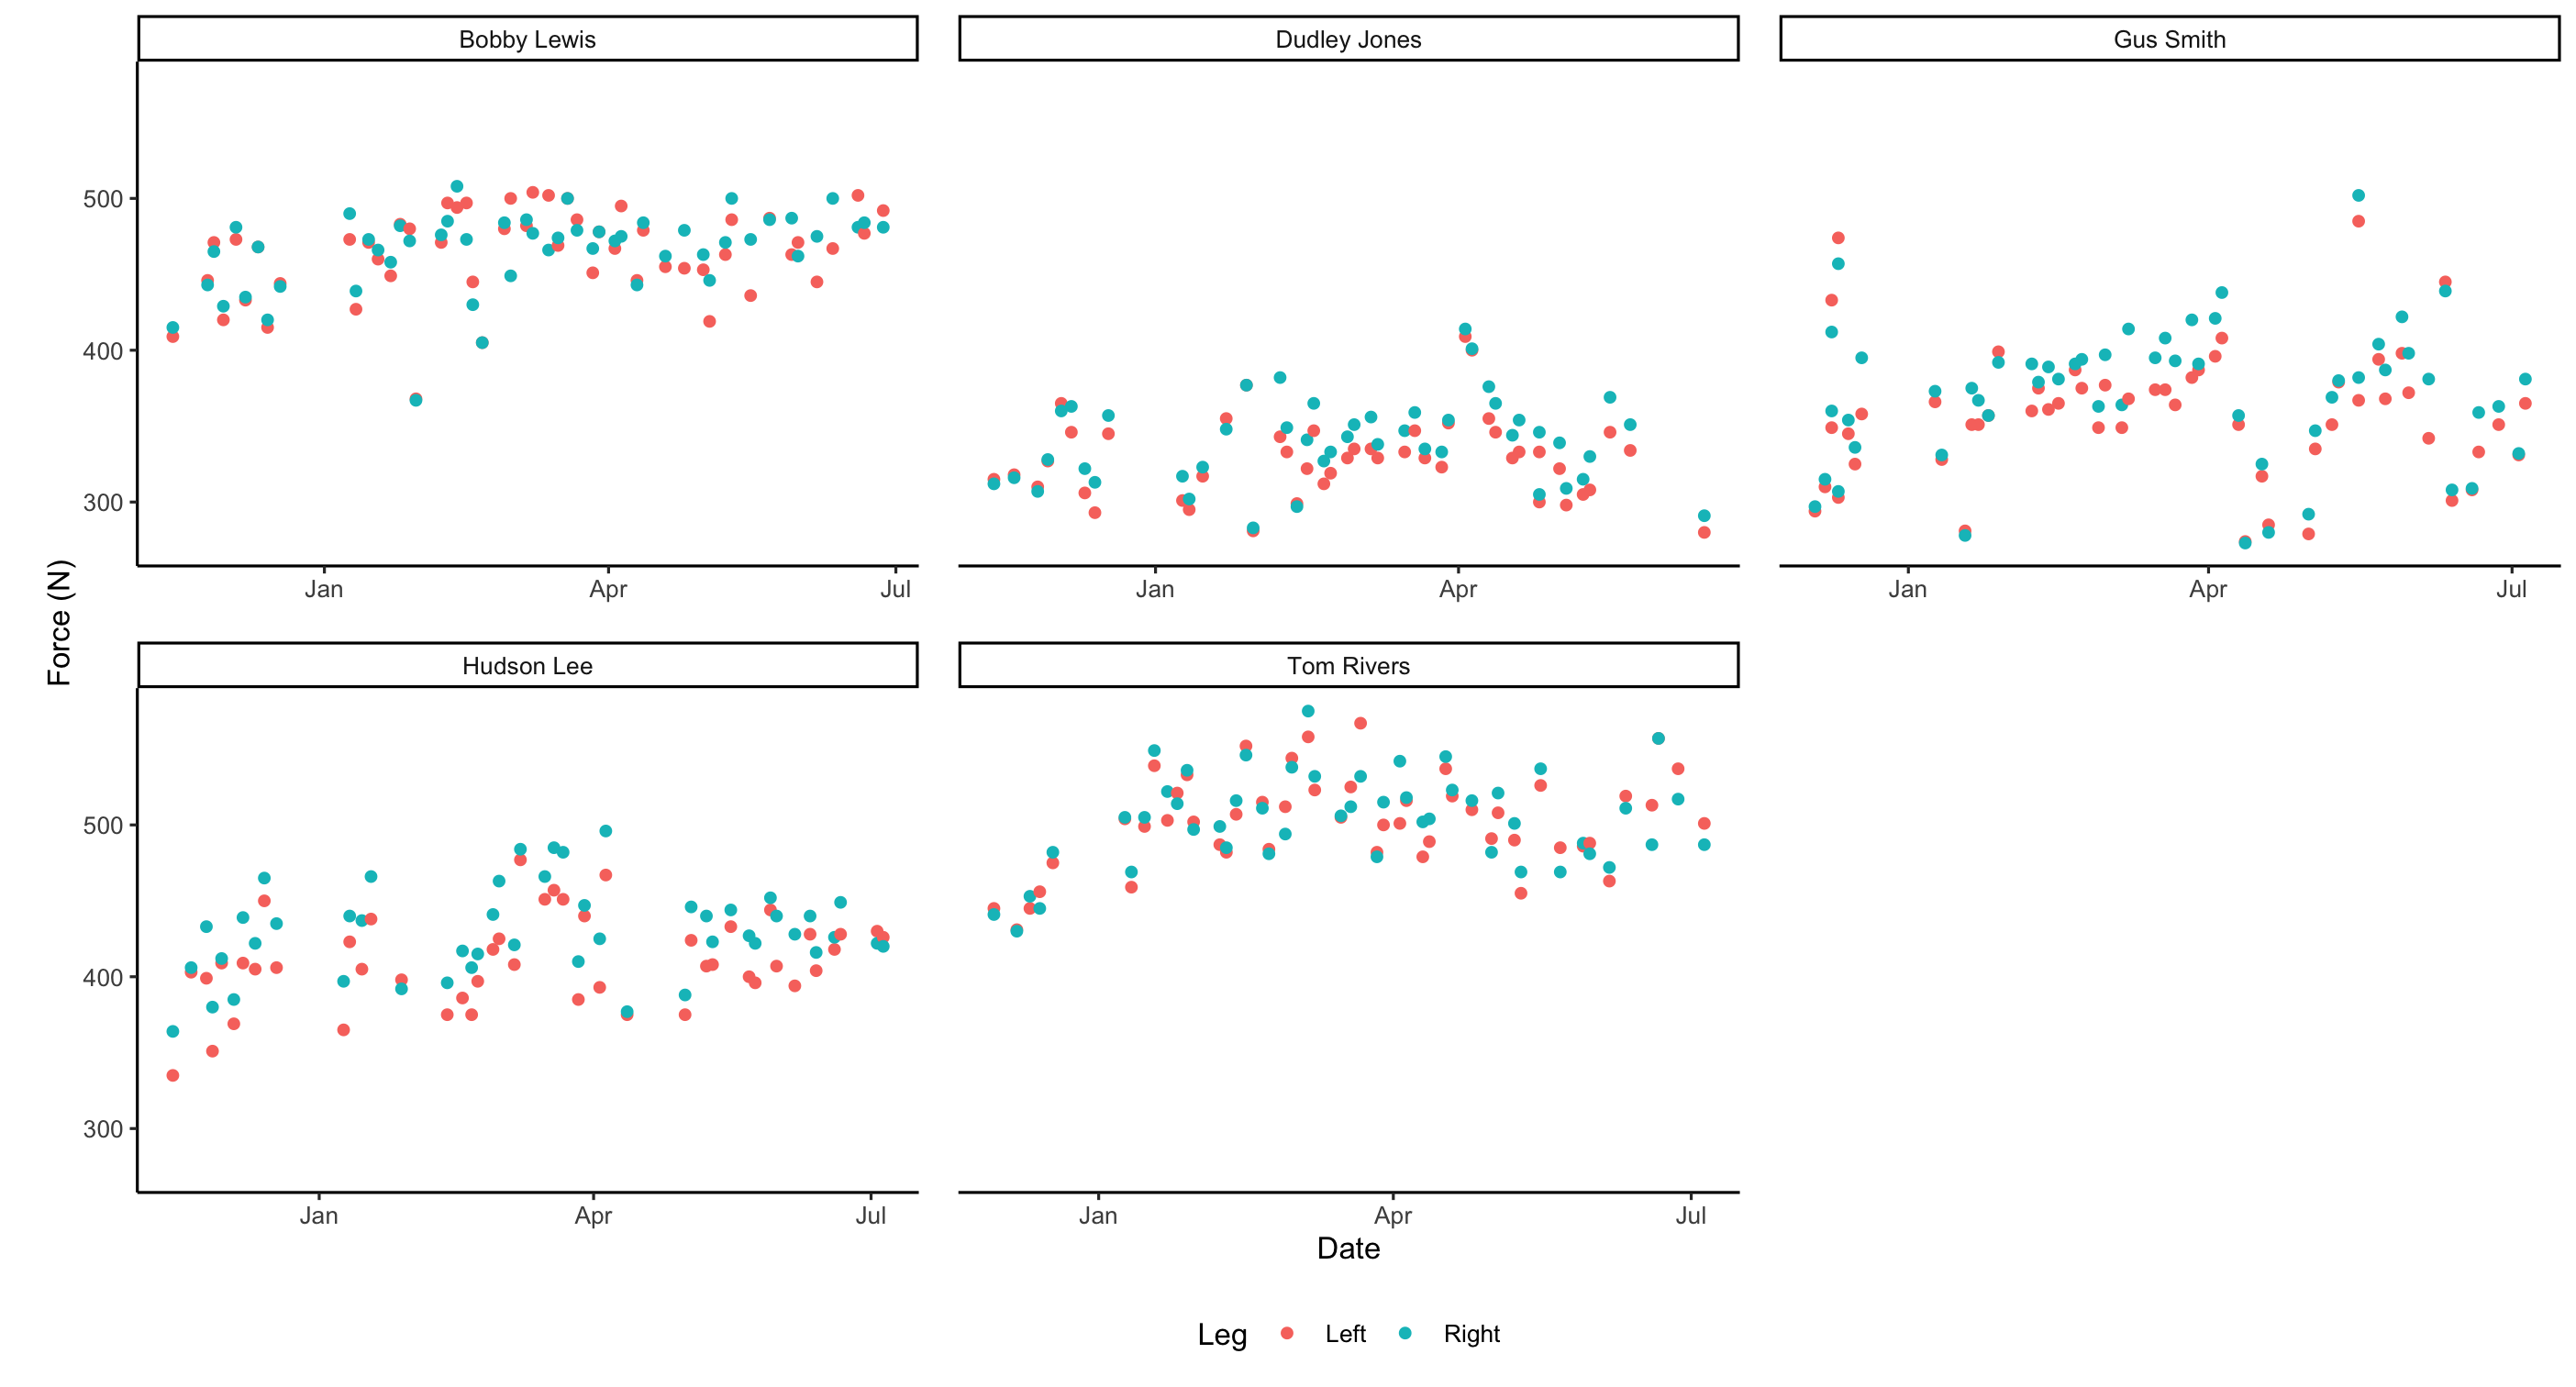 Bobby Lewis
Dudley Jones
Gus Smith
500
400
300
Jan Apr Jul
Jan Apr
Jan Apr Jul
Force (N)
Hudson Lee
Tom Rivers
500
400
300
Jan Apr Jul
Jan Apr Jul
Date
Leg Left Right